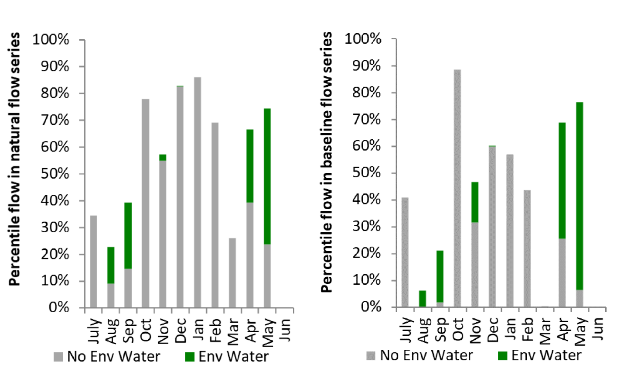 Percentile flow in natural flow series
100%
90%
80%
70%
60%
50%
40%
30%
20%
10%
0%
July
Aug
Sep
Oct
Nov
Dec
Jan
Feb
Mar
Apr
May
Jun
No Env Water
Env Water
Percentile flow in baseline flow series
100%
90%
80%
70%
60%
50%
40%
30%
20%
10%
0%
July
Aug
Sep
Oct
Nov
Dec
Jan
Feb
Mar
Apr
May
Jun
No Env Water
Env Water